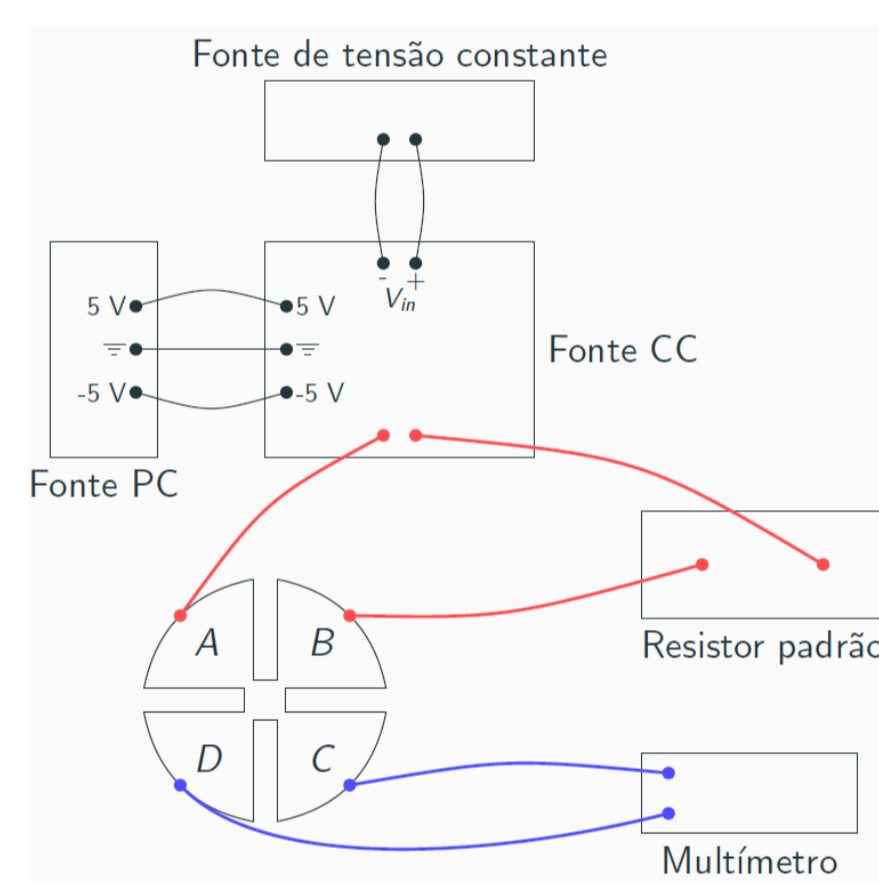 Fonte de tensão constante
- +
V_in
5 V 5 V
-5 V -5 V
Fonte CC
Fonte PC
A B
Resistor padrão
D C
Multímetro